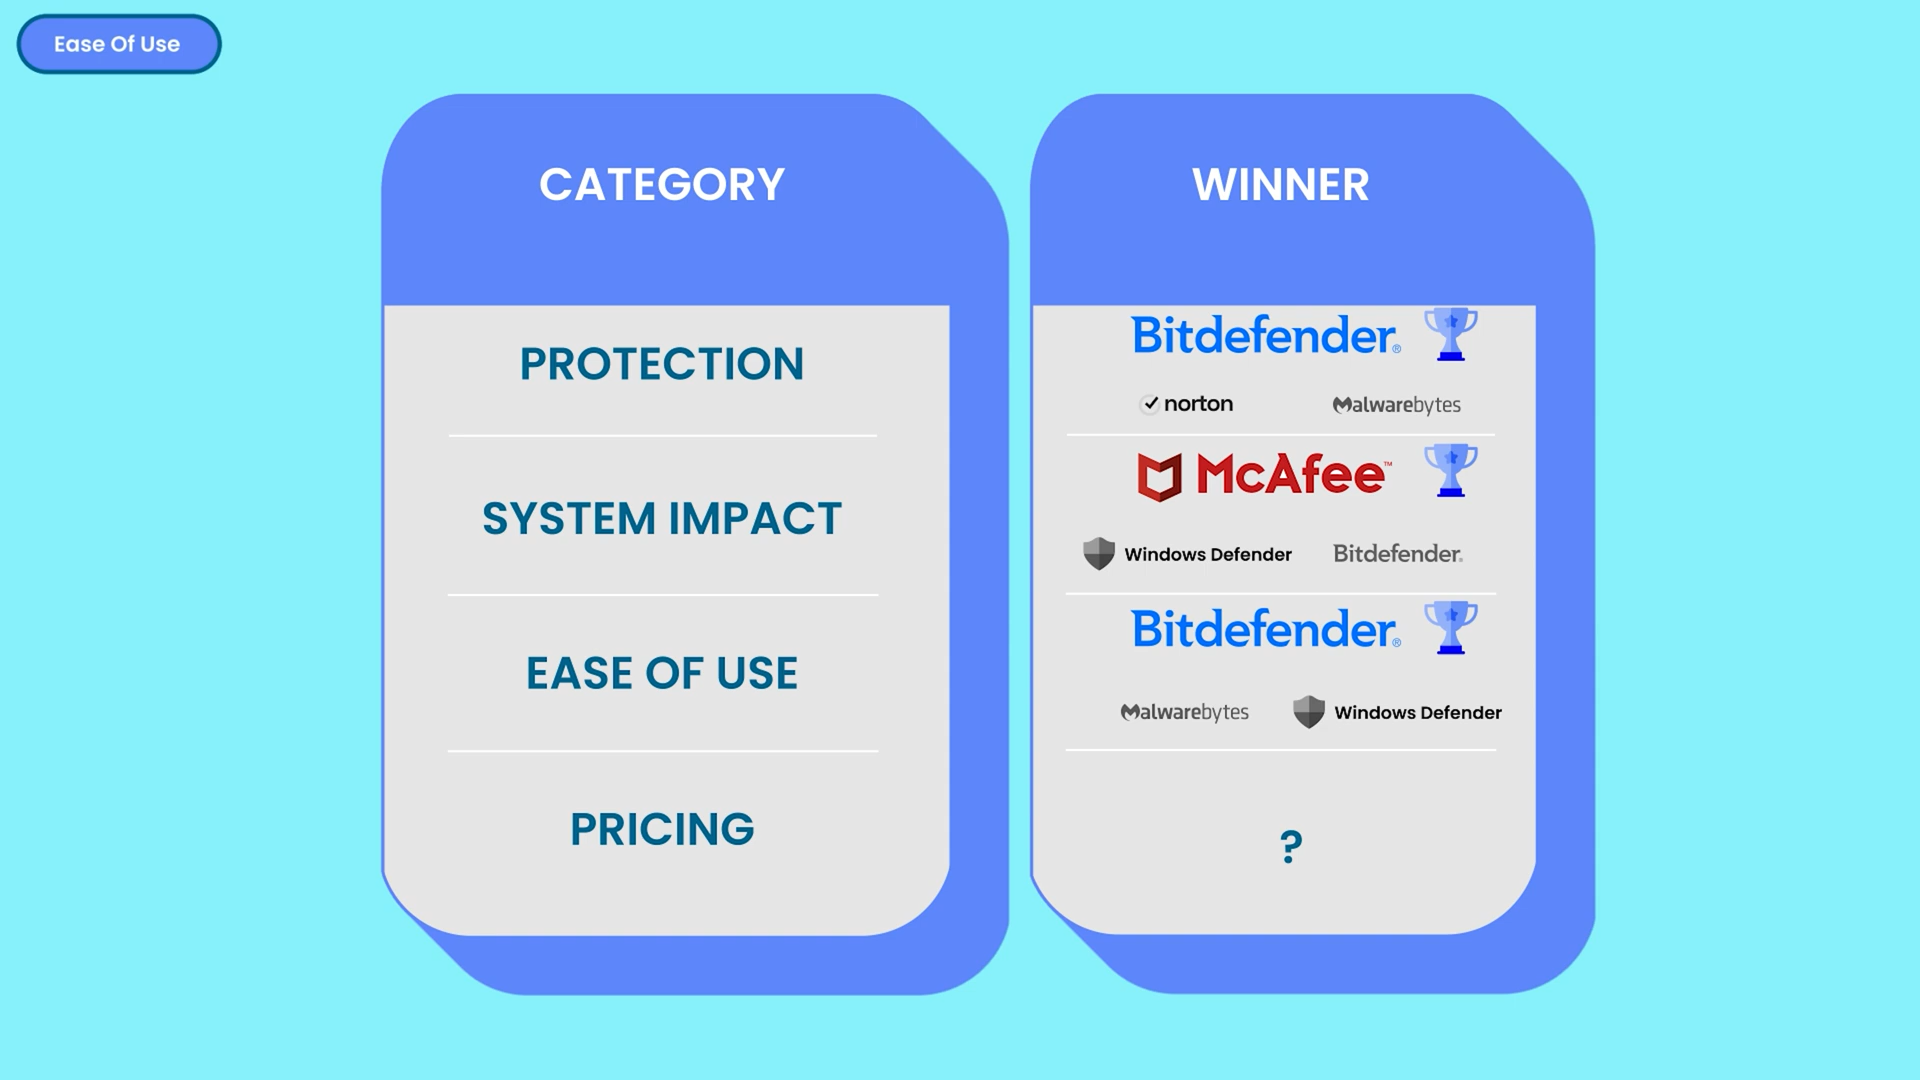 Ease Of Use
CATEGORY
WINNER
PROTECTION
Bitdefender®
norton
Malwarebytes
SYSTEM IMPACT
McAfee™
Windows Defender
Bitdefender®
EASE OF USE
Bitdefender®
Malwarebytes
Windows Defender
PRICING
?